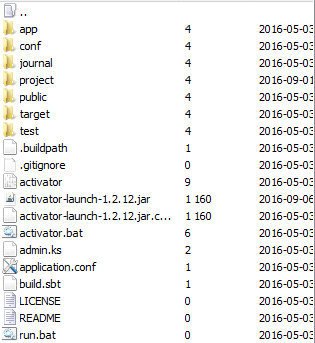 ..
app 4 2016-05-03
conf 4 2016-05-03
journal 4 2016-05-03
project 4 2016-09-01
public 4 2016-05-03
target 4 2016-05-03
test 4 2016-05-03
.buildpath 1 2016-05-03
.gitignore 0 2016-05-03
activator 9 2016-05-03
activator-launch-1.2.12.jar 1 160 2016-09-06
activator-launch-1.2.12.jar.c... 1 160 2016-05-03
activator.bat 6 2016-05-03
admin.ks 2 2016-05-03
application.conf 1 2016-05-03
build.sbt 1 2016-05-03
LICENSE 0 2016-05-03
README 0 2016-05-03
run.bat 0 2016-05-03